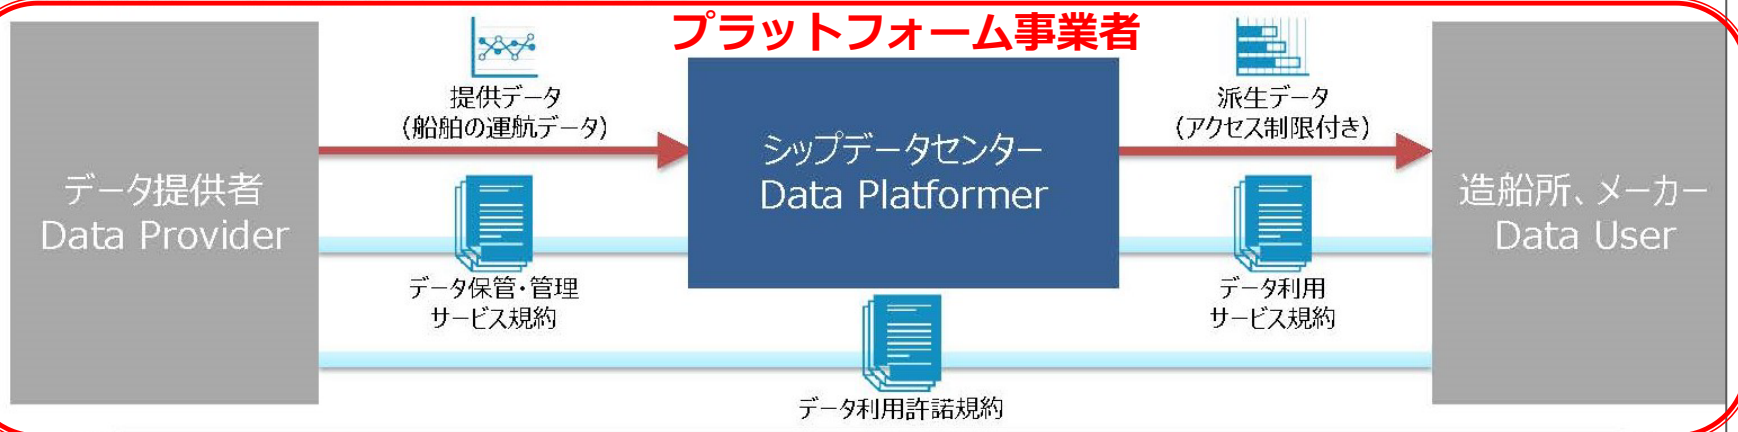 プラットフォーム事業者
データ提供者
Data Provider
提供データ
（船舶の運航データ）
データ保管・管理
サービス規約
シップデータセンター
Data Platformer
データ利用許諾規約
派生データ
（アクセス制限付き）
データ利用
サービス規約
造船所、メーカー
Data User